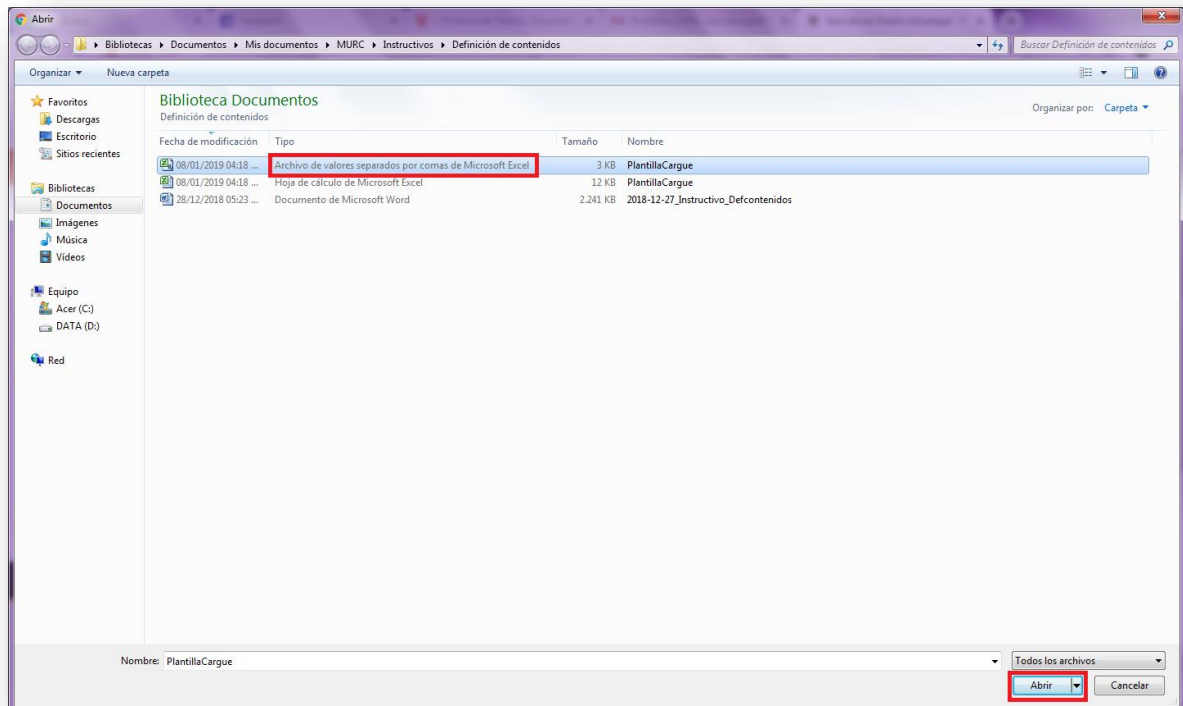 Abrir
Bibliotecas ▸ Documentos ▸ Mis documentos ▸ MURC ▸ Instructivos ▸ Definición de contenidos
Buscar Definición de contenidos
Organizar
Nueva carpeta
Favoritos
Descargas
Escritorio
Sitios recientes
Bibliotecas
Documentos
Imágenes
Música
Vídeos
Equipo
Acer (C:)
DATA (D:)
Red
Biblioteca Documentos
Definición de contenidos
Organizar por: Carpeta
Fecha de modificación Tipo Tamaño Nombre
08/01/2019 04:18 ... Archivo de valores separados por comas de Microsoft Excel 3 KB PlantillaCargue
08/01/2019 04:18 ... Hoja de cálculo de Microsoft Excel 12 KB PlantillaCargue
28/12/2018 05:23 ... Documento de Microsoft Word 2.241 KB 2018-12-27_Instructivo_Defcontenidos
Nombre: PlantillaCargue
Todos los archivos
Abrir
Cancelar